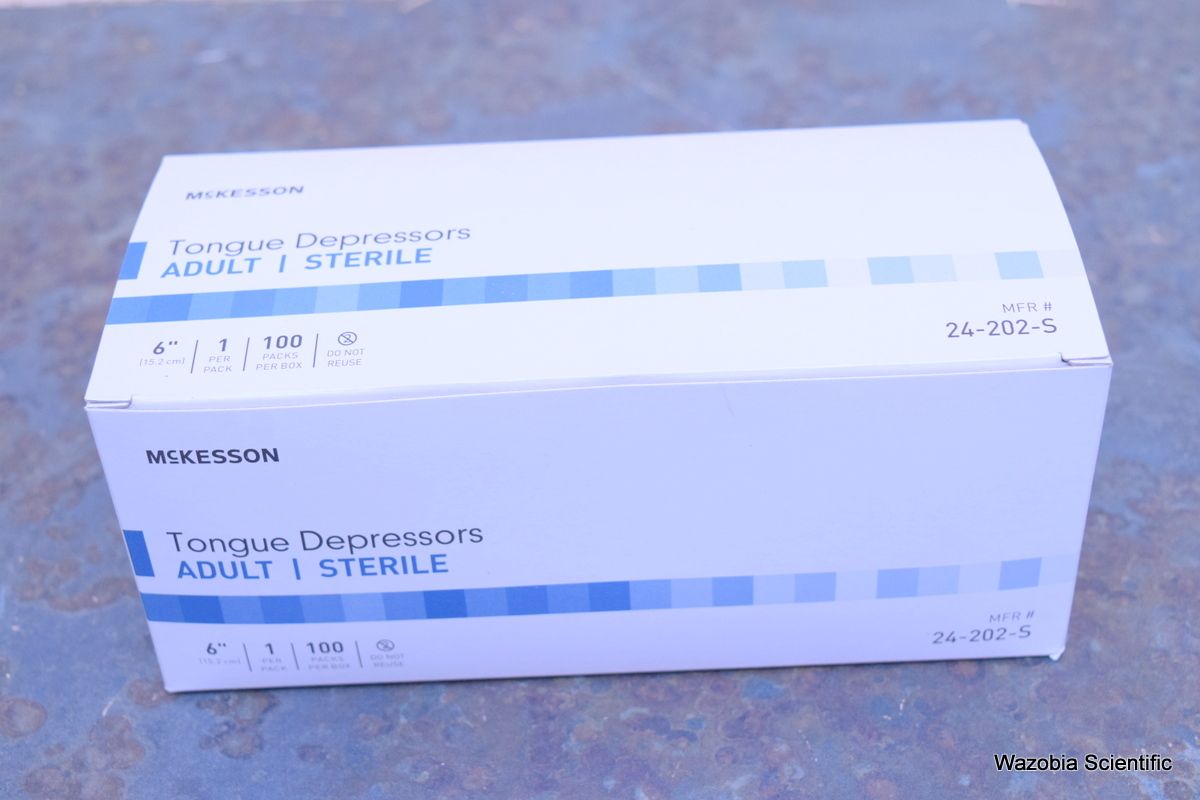 McKESSON
Tongue Depressors
ADULT | STERILE
6" | 1 | 100
(15.2 cm) PER PACKS DO NOT
PACK PER BOX REUSE
MFR #
24-202-S
McKESSON
Tongue Depressors
ADULT | STERILE
6" | 1 | 100
(15.2 cm) PER PACKS DO NOT
PACK PER BOX REUSE
MFR #
24-202-S
Wazobia Scientific